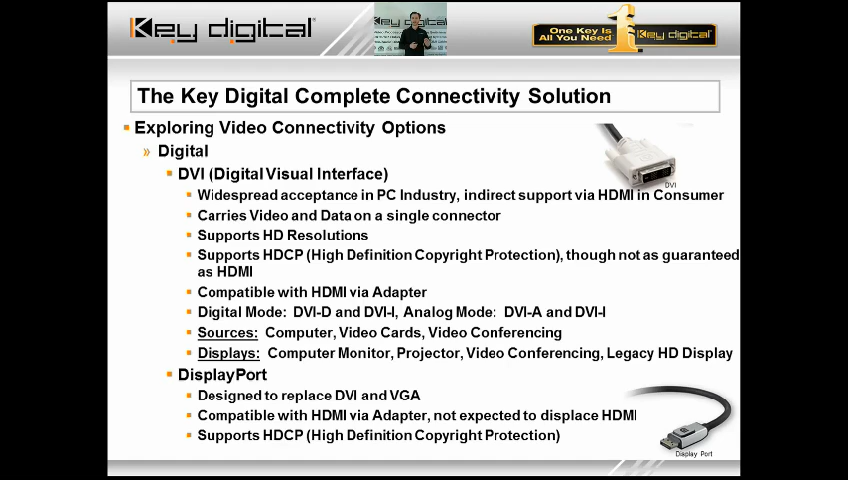 Key digital
Key digital
One Key Is
All You Need
Key digital
The Key Digital Complete Connectivity Solution
Exploring Video Connectivity Options
» Digital
DVI (Digital Visual Interface)
Widespread acceptance in PC Industry, indirect support via HDMI in Consumer
Carries Video and Data on a single connector
Supports HD Resolutions
Supports HDCP (High Definition Copyright Protection), though not as guaranteed
as HDMI
Compatible with HDMI via Adapter
Digital Mode: DVI-D and DVI-I, Analog Mode: DVI-A and DVI-I
Sources: Computer, Video Cards, Video Conferencing
Displays: Computer Monitor, Projector, Video Conferencing, Legacy HD Display
DVI
DisplayPort
Designed to replace DVI and VGA
Compatible with HDMI via Adapter, not expected to displace HDMI
Supports HDCP (High Definition Copyright Protection)
Display Port